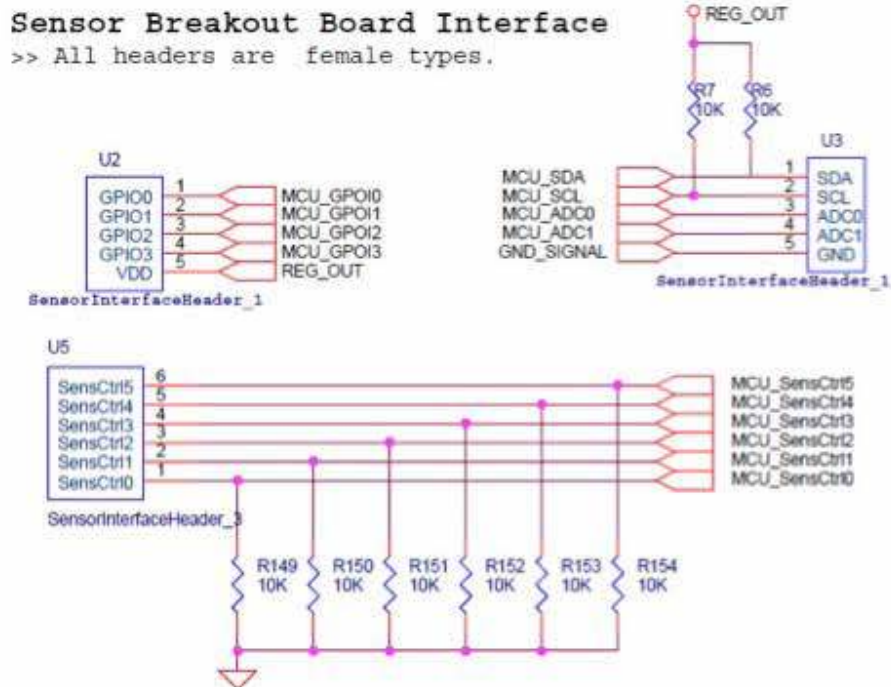 Sensor Breakout Board Interface
>> All headers are female types.
REG_OUT
R7
10K
R6
10K
U2
GPIO0 1 MCU_GPOI0
GPIO1 2 MCU_GPOI1
GPIO2 3 MCU_GPOI2
GPIO3 4 MCU_GPOI3
VDD 5 REG_OUT
SensorInterfaceHeader_1
U3
MCU_SDA 1 SDA
MCU_SCL 2 SCL
MCU_ADC0 3 ADC0
MCU_ADC1 4 ADC1
GND_SIGNAL 5 GND
SensorInterfaceHeader_1
U5
SensCtrl5 6 MCU_SensCtrl5
SensCtrl4 5 MCU_SensCtrl4
SensCtrl3 4 MCU_SensCtrl3
SensCtrl2 3 MCU_SensCtrl2
SensCtrl1 2 MCU_SensCtrl1
SensCtrl0 1 MCU_SensCtrl0
SensorInterfaceHeader_3
R149 R150 R151 R152 R153 R154
10K 10K 10K 10K 10K 10K